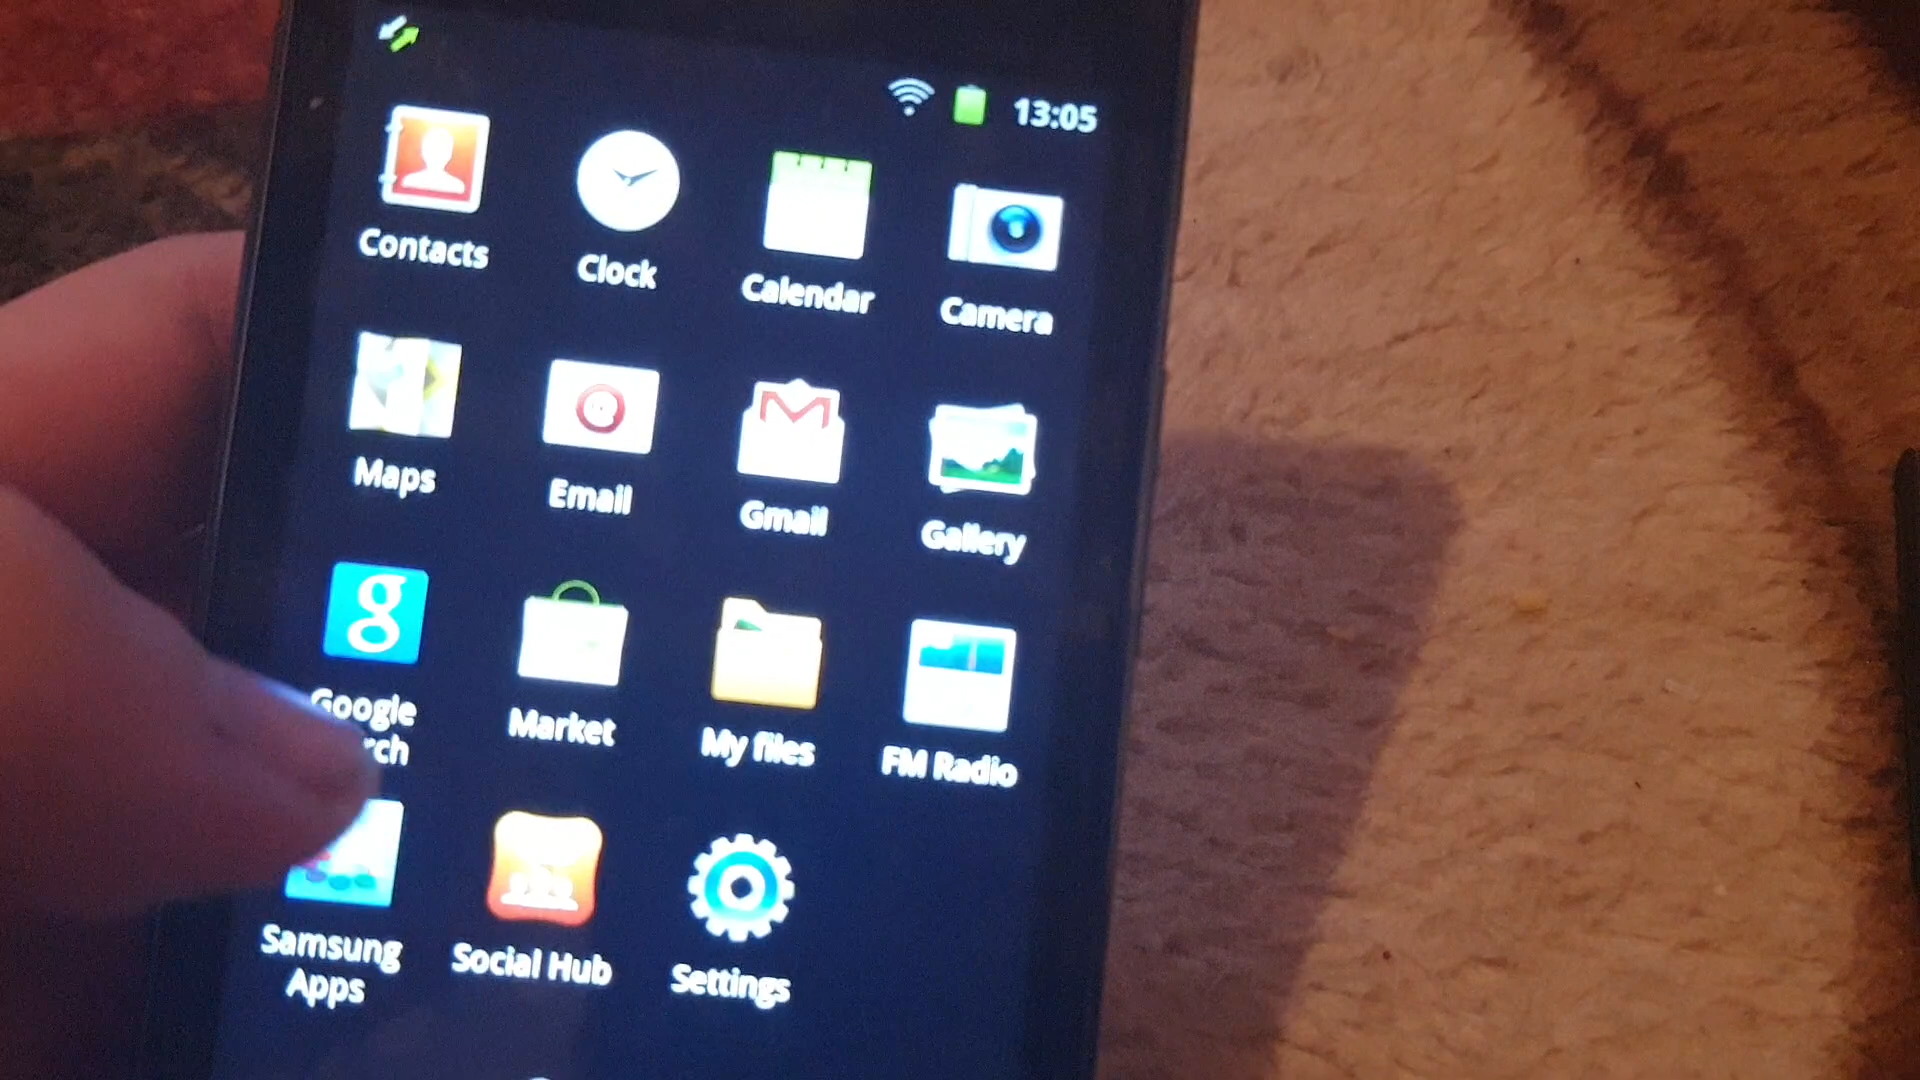 13:05
Contacts
Clock
Calendar
Camera
Maps
Email
Gmail
Gallery
Google
Market
My files
FM Radio
Samsung
Apps
Social Hub
Settings